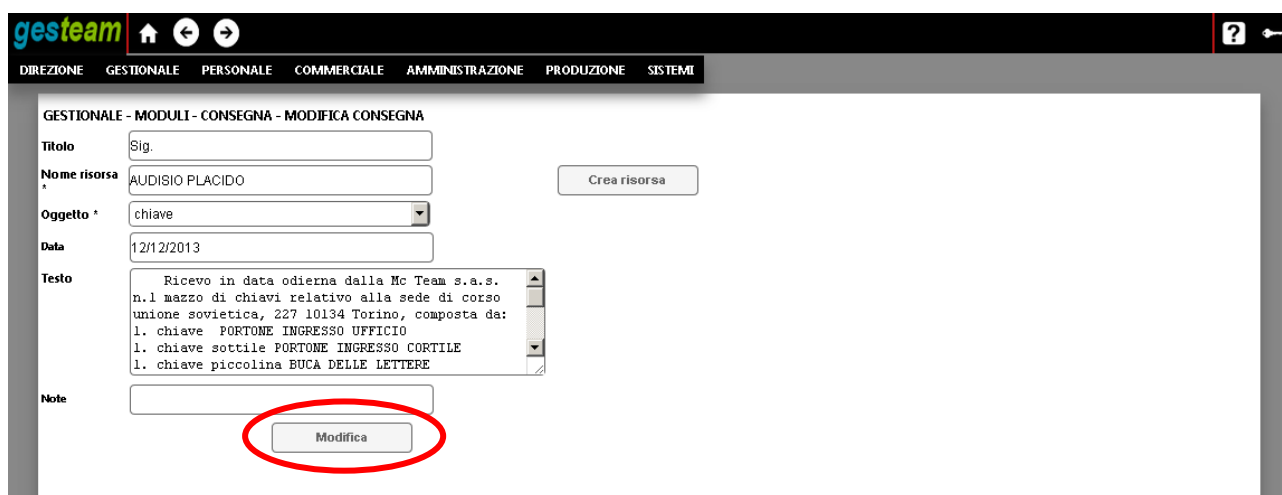 gesteam
?
DIREZIONE GESTIONALE PERSONALE COMMERCIALE AMMINISTRAZIONE PRODUZIONE SISTEMI
GESTIONALE - MODULI - CONSEGNA - MODIFICA CONSEGNA
Titolo Sig.
Nome risorsa * AUDISIO PLACIDO Crea risorsa
Oggetto * chiave
Data 12/12/2013
Testo Ricevo in data odierna dalla Mc Team s.a.s.
n.1 mazzo di chiavi relativo alla sede di corso
unione sovietica, 227 10134 Torino, composta da:
1. chiave PORTONE INGRESSO UFFICIO
1. chiave sottile PORTONE INGRESSO CORTILE
1. chiave piccolina BUCA DELLE LETTERE
Note
Modifica